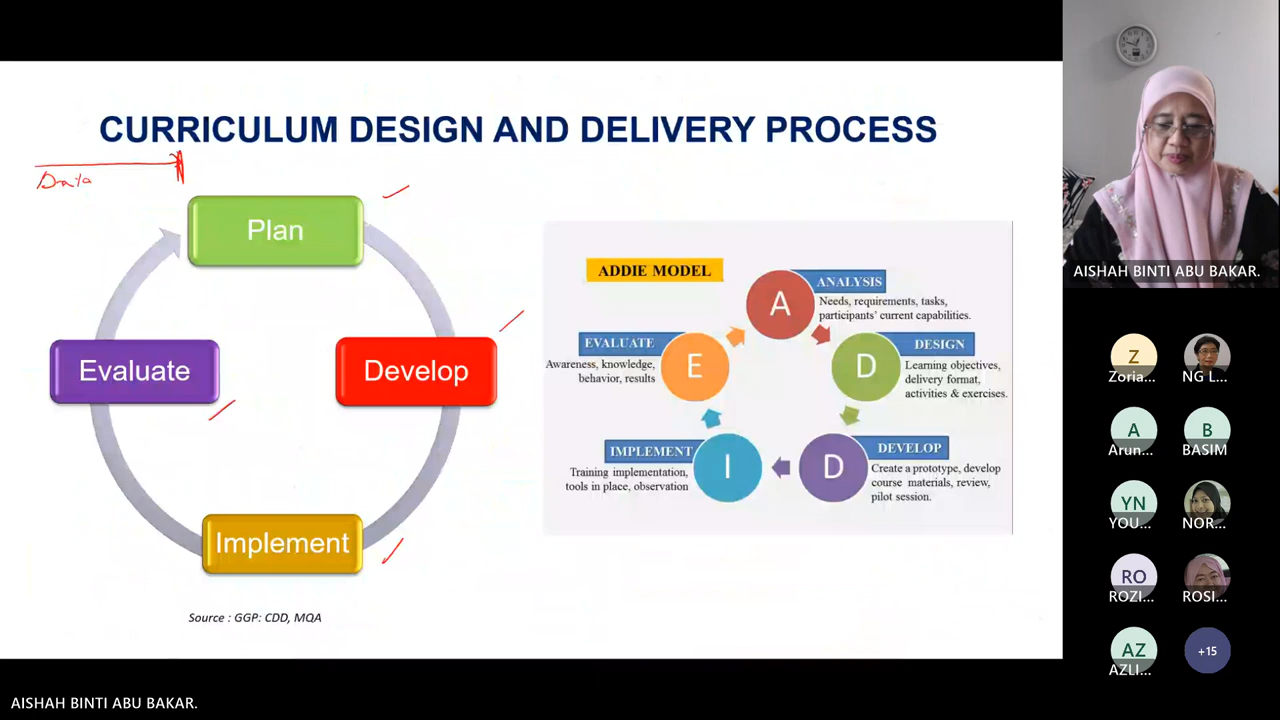 CURRICULUM DESIGN AND DELIVERY PROCESS
Data
Plan
Evaluate
Develop
Implement
Source : GGP: CDD, MQA
ADDIE MODEL
A
ANALYSIS
Needs, requirements, tasks,
participants' current capabilities.
D
DESIGN
Learning objectives,
delivery format,
activities & exercises.
D
DEVELOP
Create a prototype, develop
course materials, review,
pilot session.
I
IMPLEMENT
Training implementation,
tools in place, observation
E
EVALUATE
Awareness, knowledge,
behavior, results
AISHAH BINTI ABU BAKAR.
Z
Zoria...
NG L...
A
Arun...
B
BASIM
YN
YOU...
NOR...
RO
ROZI...
ROSI...
AZ
AZLI...
+15
AISHAH BINTI ABU BAKAR.